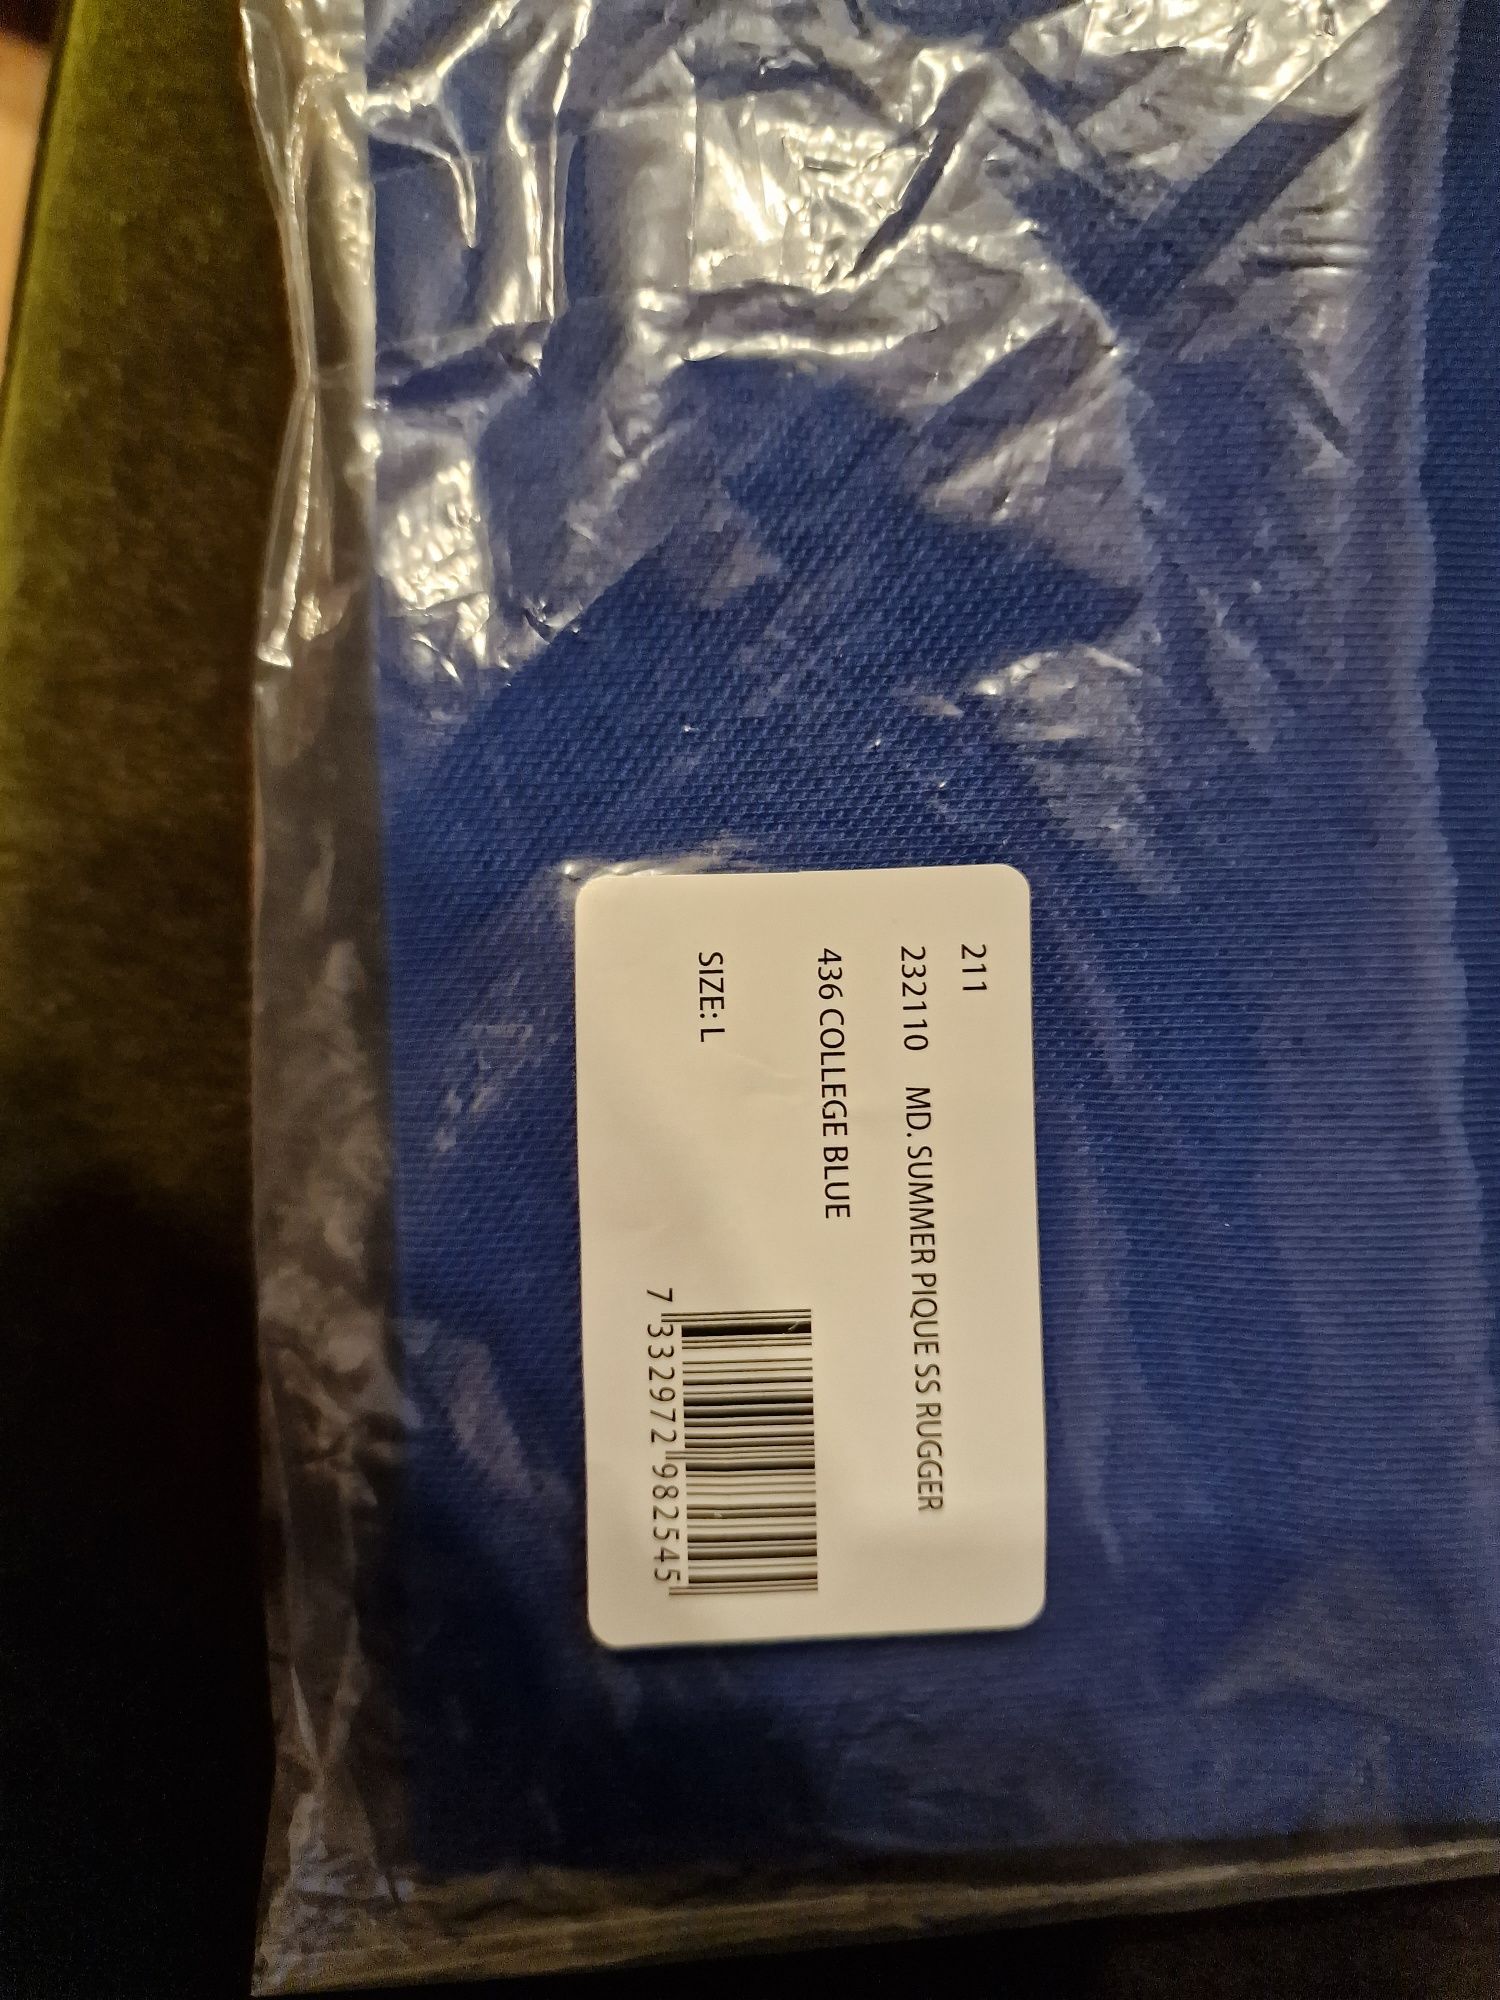 211
232110 MD. SUMMER PIQUE SS RUGGER
436 COLLEGE BLUE
SIZE: L
7 332972 982545